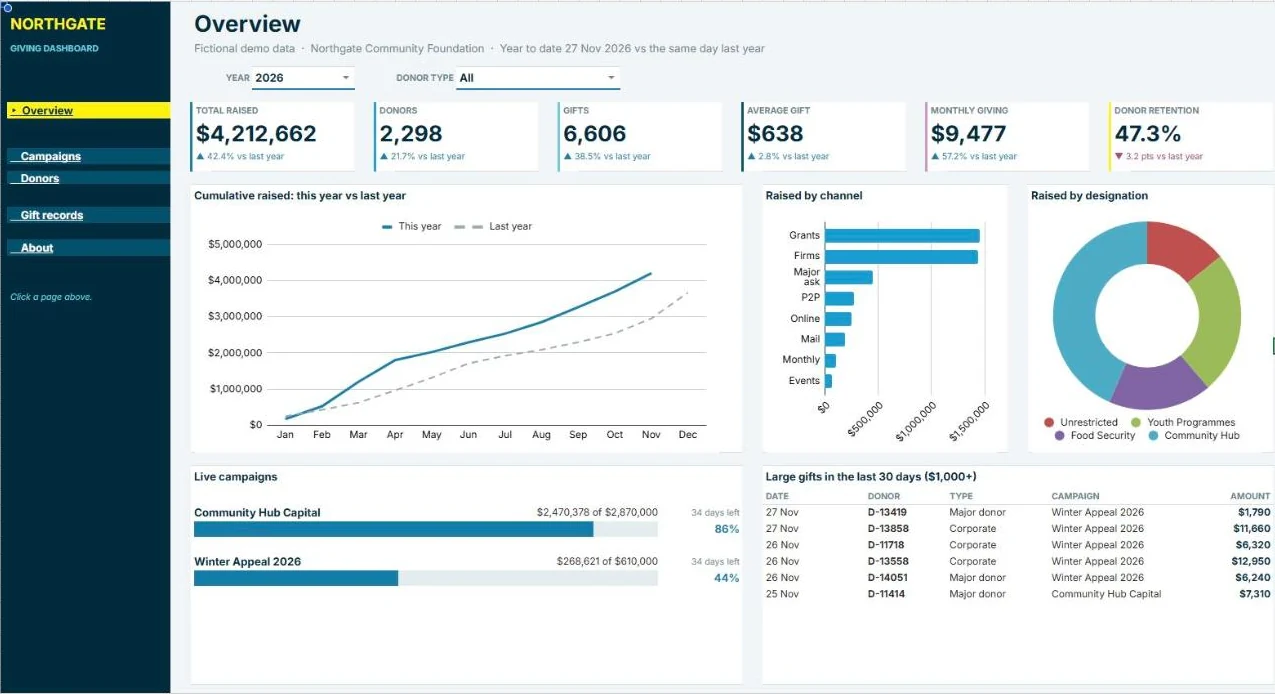 NORTHGATE
GIVING DASHBOARD
Overview
Campaigns
Donors
Gift records
About
Click a page above.
Overview
Fictional demo data · Northgate Community Foundation · Year to date 27 Nov 2026 vs the same day last year
YEAR 2026 DONOR TYPE All
TOTAL RAISED
$4,212,662
▲ 42.4% vs last year
DONORS
2,298
▲ 21.7% vs last year
GIFTS
6,606
▲ 38.5% vs last year
AVERAGE GIFT
$638
▲ 2.8% vs last year
MONTHLY GIVING
$9,477
▲ 57.2% vs last year
DONOR RETENTION
47.3%
▼ 3.2 pts vs last year
Cumulative raised: this year vs last year
This year Last year
$5,000,000
$4,000,000
$3,000,000
$2,000,000
$1,000,000
$0
Jan Feb Mar Apr May Jun Jul Aug Sep Oct Nov Dec
Raised by channel
Grants
Firms
Major
ask
P2P
Online
Mail
Monthly
Events
$0 $500,000 $1,000,000 $1,500,000
Raised by designation
Unrestricted Youth Programmes
Food Security Community Hub
Live campaigns
Community Hub Capital $2,470,378 of $2,870,000 34 days left
86%
Winter Appeal 2026 $268,621 of $610,000 34 days left
44%
Large gifts in the last 30 days ($1,000+)
DATE DONOR TYPE CAMPAIGN AMOUNT
27 Nov D-13419 Major donor Winter Appeal 2026 $1,790
27 Nov D-13858 Corporate Winter Appeal 2026 $11,660
26 Nov D-11718 Corporate Winter Appeal 2026 $6,320
26 Nov D-13558 Corporate Winter Appeal 2026 $12,950
26 Nov D-14051 Major donor Winter Appeal 2026 $6,240
25 Nov D-11414 Major donor Community Hub Capital $7,310